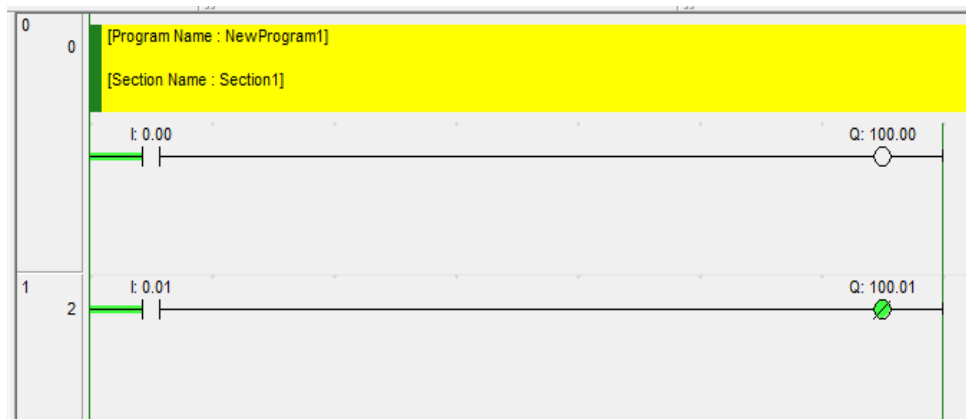 0
0
[Program Name : NewProgram1]
[Section Name : Section1]
I: 0.00
Q: 100.00
1
2
I: 0.01
Q: 100.01